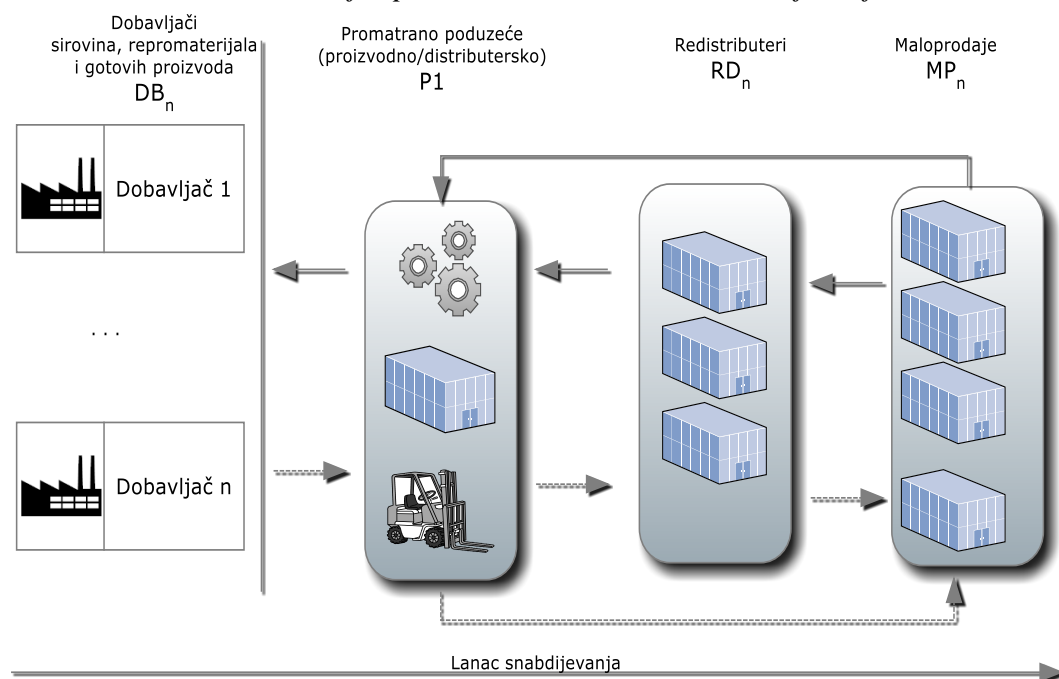 Dobavljači
sirovina, repromaterijala
i gotovih proizvoda
DBn
Promatrano poduzeće
(proizvodno/distributersko)
P1
Redistributeri
RDn
Maloprodaje
MPn
Dobavljač 1
. . .
Dobavljač n
Lanac snabdijevanja